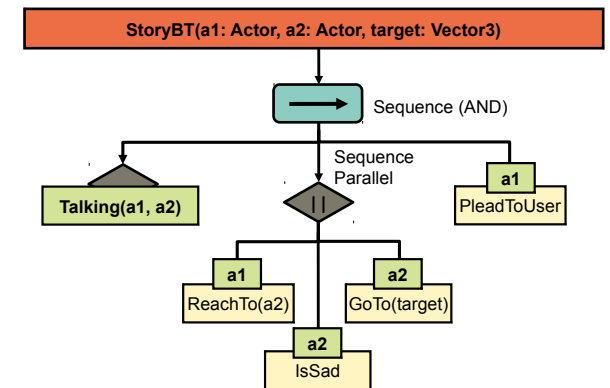 StoryBT(a1: Actor, a2: Actor, target: Vector3)
Sequence (AND)
Sequence
Parallel
Talking(a1, a2)
||
a1
PleadToUser
a1
ReachTo(a2)
a2
GoTo(target)
a2
IsSad